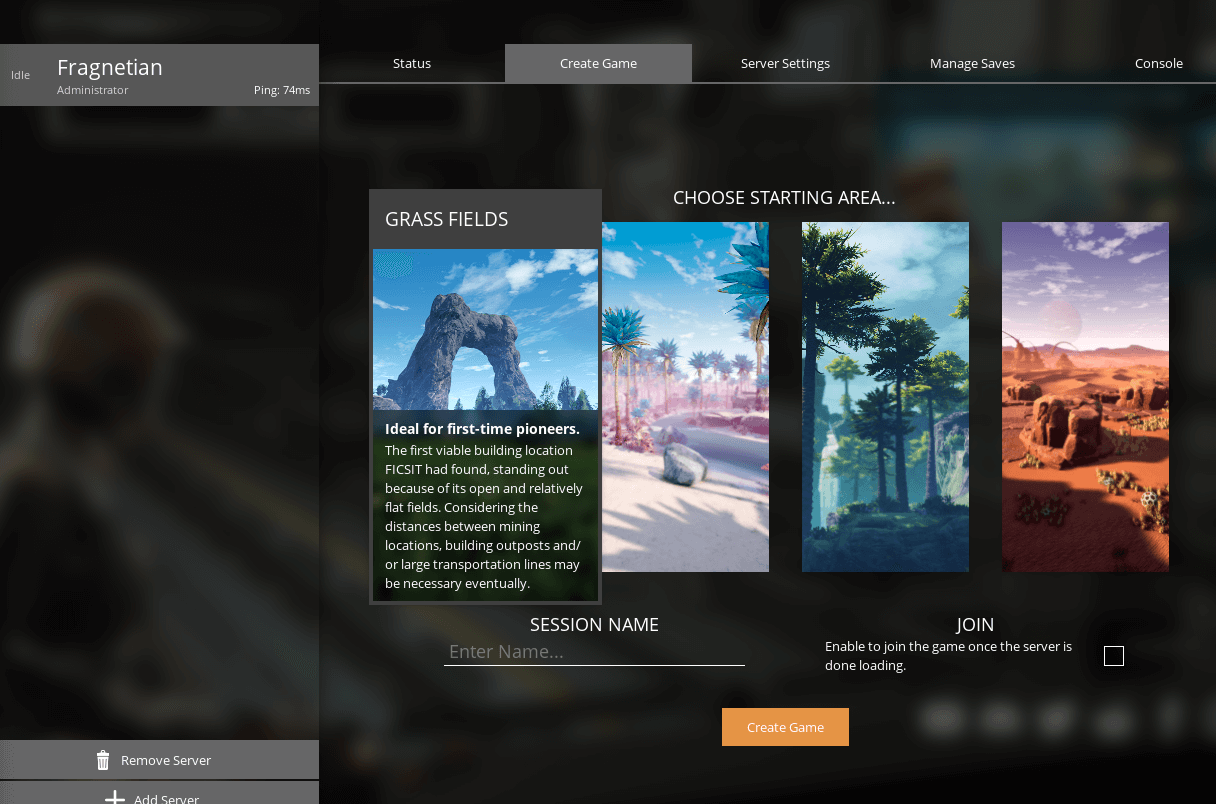 Idle
Fragnetian
Administrator
Ping: 74ms
Status
Create Game
Server Settings
Manage Saves
Console
CHOOSE STARTING AREA...
GRASS FIELDS
Ideal for first-time pioneers.
The first viable building location
FICSIT had found, standing out
because of its open and relatively
flat fields. Considering the
distances between mining
locations, building outposts and/
or large transportation lines may
be necessary eventually.
SESSION NAME
Enter Name...
JOIN
Enable to join the game once the server is
done loading.
Create Game
Remove Server
Add Server